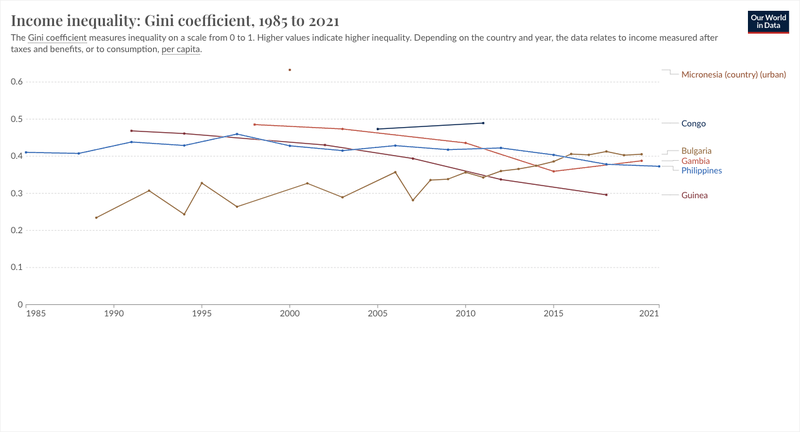 Income inequality: Gini coefficient, 1985 to 2021
Our World
in Data
The Gini coefficient measures inequality on a scale from 0 to 1. Higher values indicate higher inequality. Depending on the country and year, the data relates to income measured after
taxes and benefits, or to consumption, per capita.
0.6
0.5
0.4
0.3
0.2
0.1
0
1985
1990
1995
2000
2005
2010
2015
2021
Micronesia (country) (urban)
Congo
Bulgaria
Gambia
Philippines
Guinea